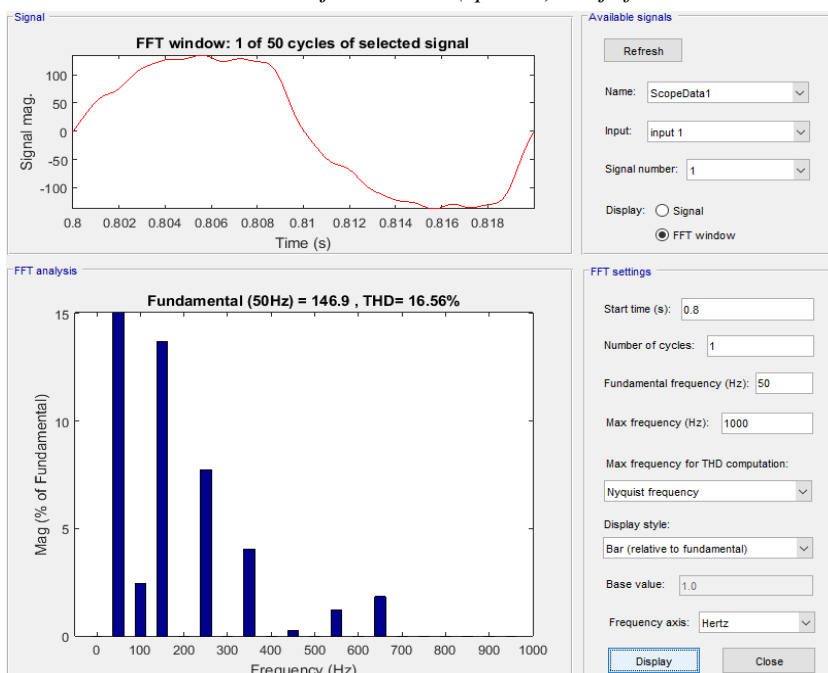 Signal
FFT window: 1 of 50 cycles of selected signal
Signal mag.
100
50
0
-50
-100
0.8 0.802 0.804 0.806 0.808 0.81 0.812 0.814 0.816 0.818
Time (s)
Available signals
Refresh
Name: ScopeData1
Input: input 1
Signal number: 1
Display: Signal
FFT window
FFT analysis
Fundamental (50Hz) = 146.9 , THD= 16.56%
Mag (% of Fundamental)
15
10
5
0
0 100 200 300 400 500 600 700 800 900 1000
Frequency (Hz)
FFT settings
Start time (s): 0.8
Number of cycles: 1
Fundamental frequency (Hz): 50
Max frequency (Hz): 1000
Max frequency for THD computation:
Nyquist frequency
Display style:
Bar (relative to fundamental)
Base value: 1.0
Frequency axis: Hertz
Display Close